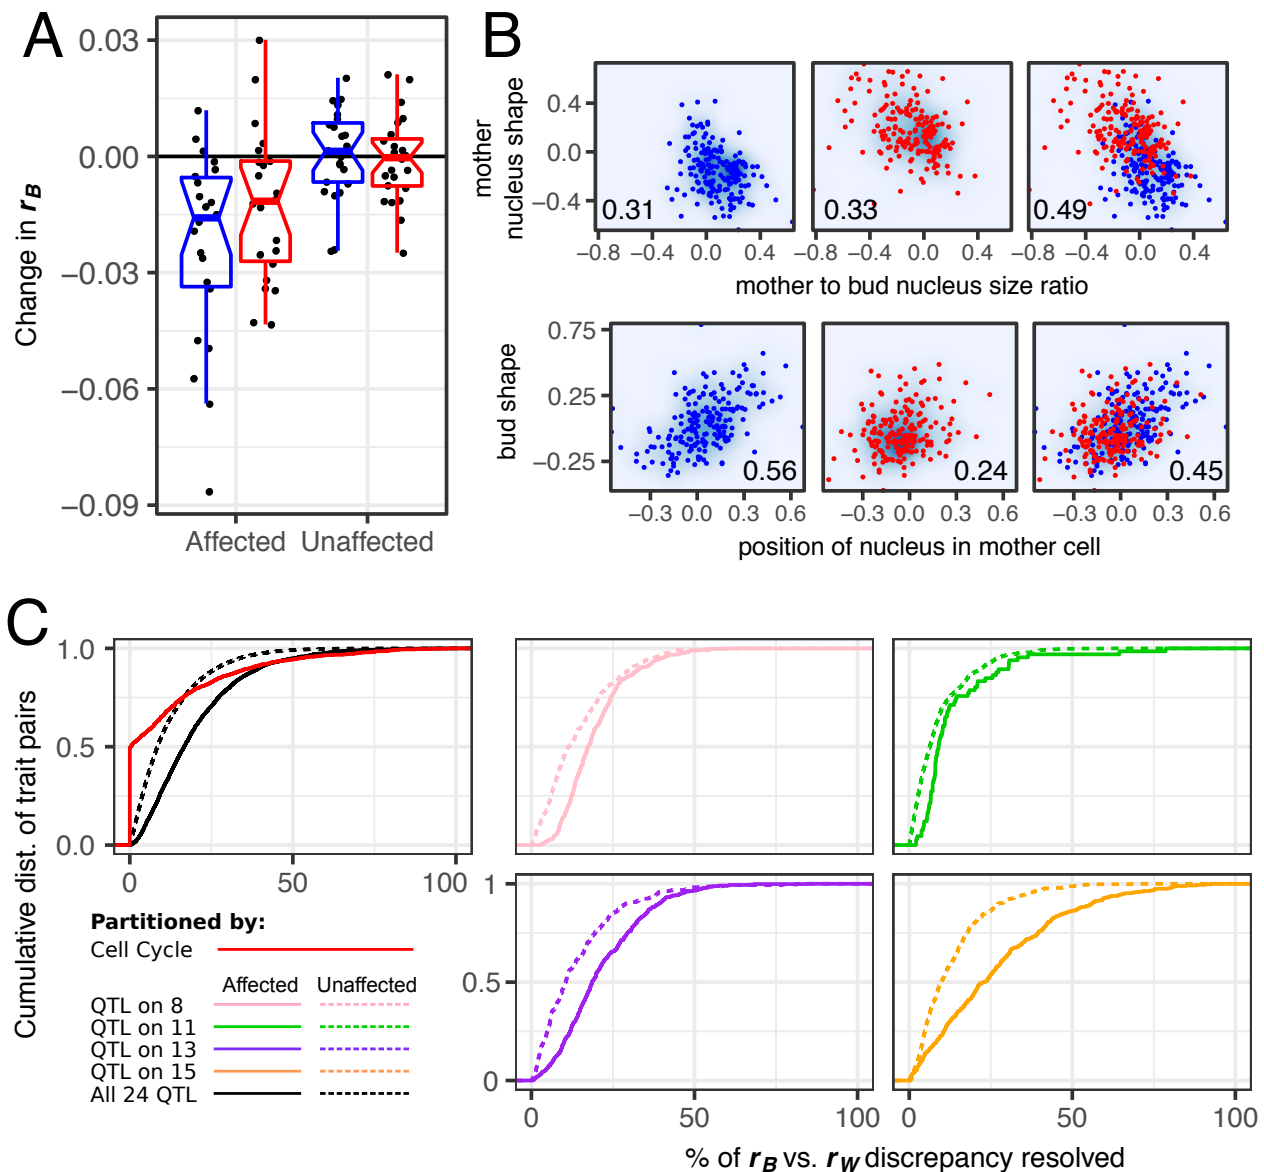 A
0.03
0.00
−0.03
−0.06
−0.09
Change in rB
Affected Unaffected
B
mother
nucleus shape
0.4
0.0
−0.4
0.31
0.33
0.49
−0.8 −0.4 0.0 0.4
−0.8 −0.4 0.0 0.4
−0.8 −0.4 0.0 0.4
mother to bud nucleus size ratio
bud shape
0.75
0.25
−0.25
0.56
0.24
0.45
−0.3 0.0 0.3 0.6
−0.3 0.0 0.3 0.6
−0.3 0.0 0.3 0.6
position of nucleus in mother cell
C
Cumulative dist. of trait pairs
1.0
0.5
0.0
0 50 100
1
0.5
0
0 50 100
0 50 100
% of rB vs. rW discrepancy resolved
Partitioned by:
Cell Cycle
Affected Unaffected
QTL on 8
QTL on 11
QTL on 13
QTL on 15
All 24 QTL